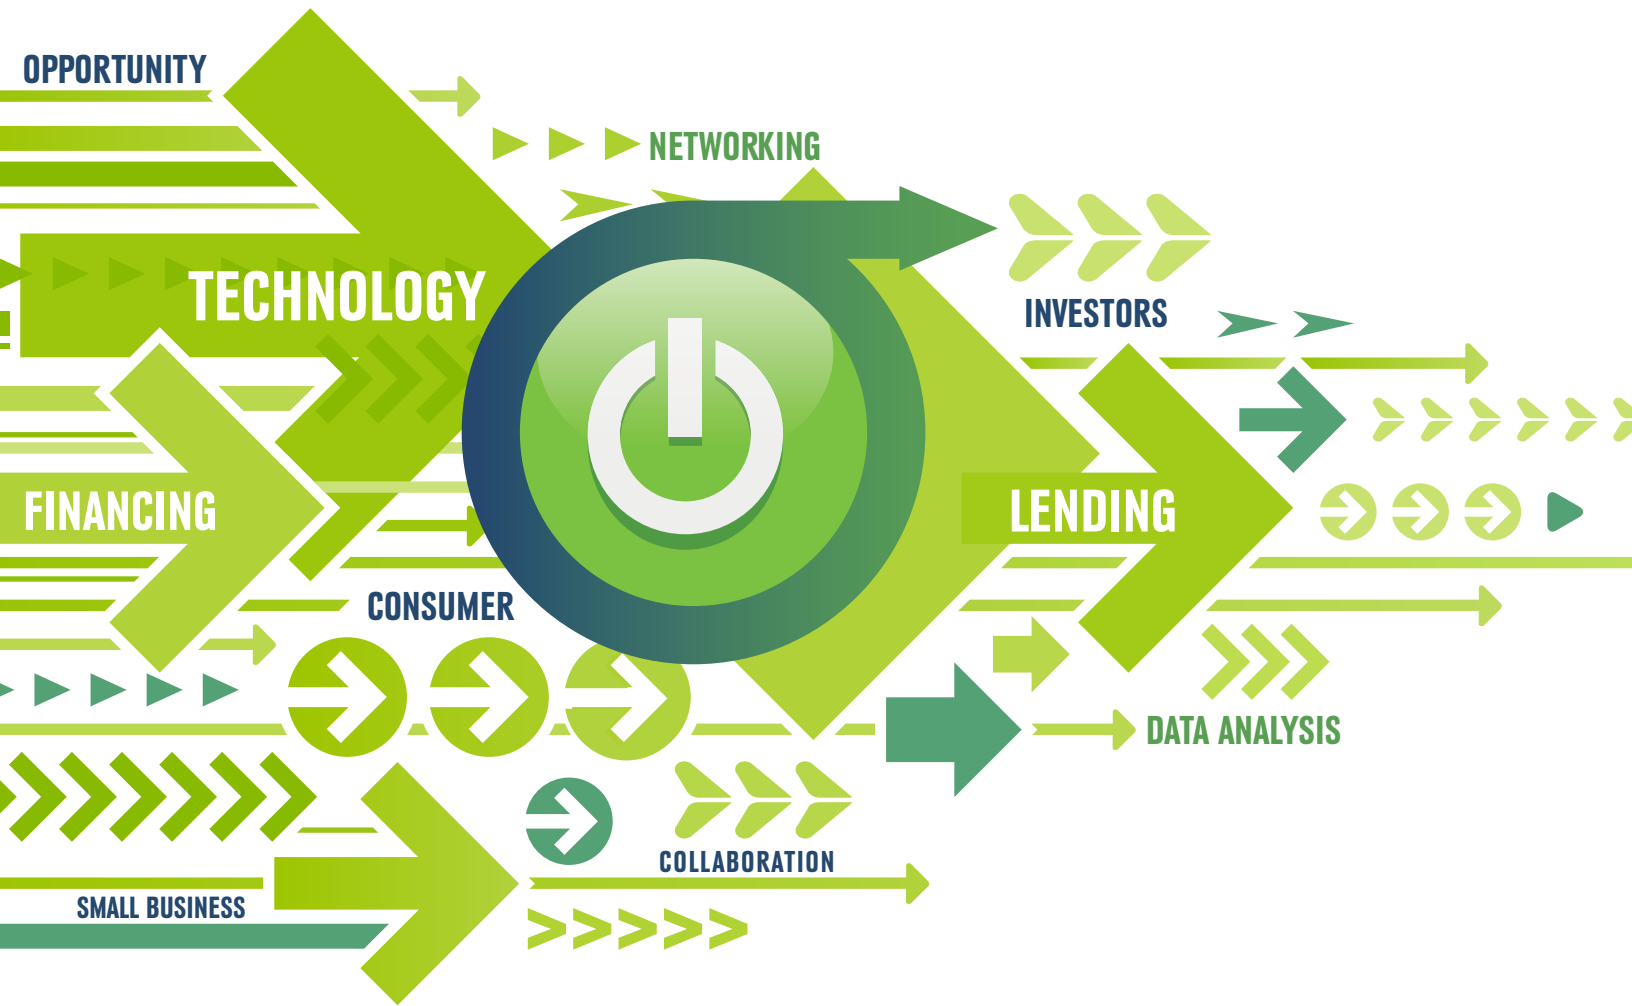 OPPORTUNITY
NETWORKING
TECHNOLOGY
INVESTORS
FINANCING
LENDING
CONSUMER
DATA ANALYSIS
COLLABORATION
SMALL BUSINESS